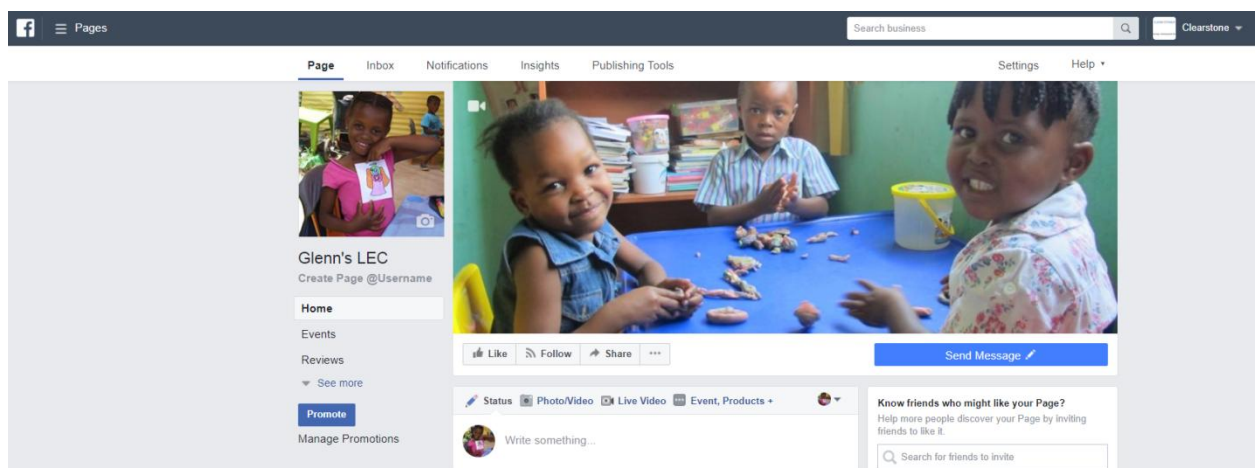 f Pages Search business Clearstone
Page Inbox Notifications Insights Publishing Tools Settings Help
Glenn's LEC
Create Page @Username
Home
Events
Reviews
See more
Promote
Manage Promotions
Like Follow Share ... Send Message
Status Photo/Video Live Video Event, Products +
Write something...
Know friends who might like your Page?
Help more people discover your Page by inviting
friends to like it.
Search for friends to invite